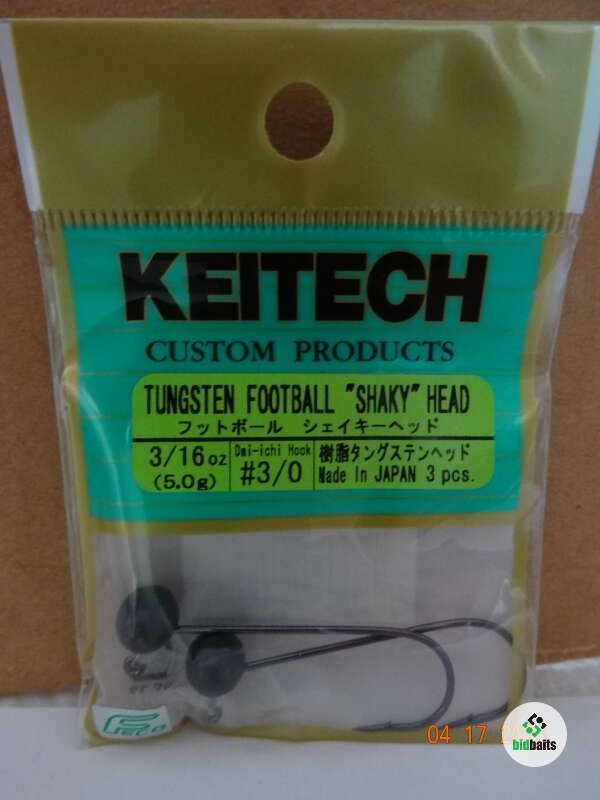 KEITECH
CUSTOM PRODUCTS
TUNGSTEN FOOTBALL "SHAKY" HEAD
フットボール シェイキーヘッド
3/16oz
(5.0g)
Dai-ichi Hook
#3/0
樹脂タングステンヘッド
Made In JAPAN 3 pcs.
04 17
bidbaits